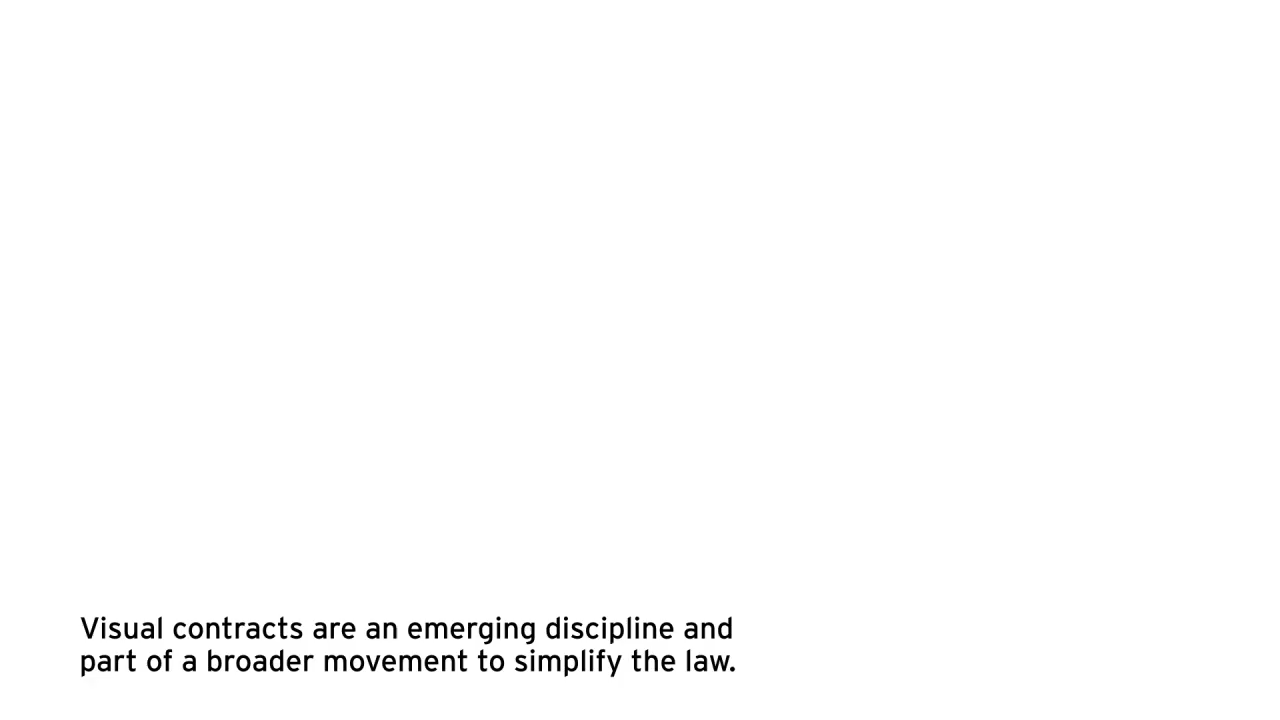 Visual contracts are an emerging discipline and
part of a broader movement to simplify the law.